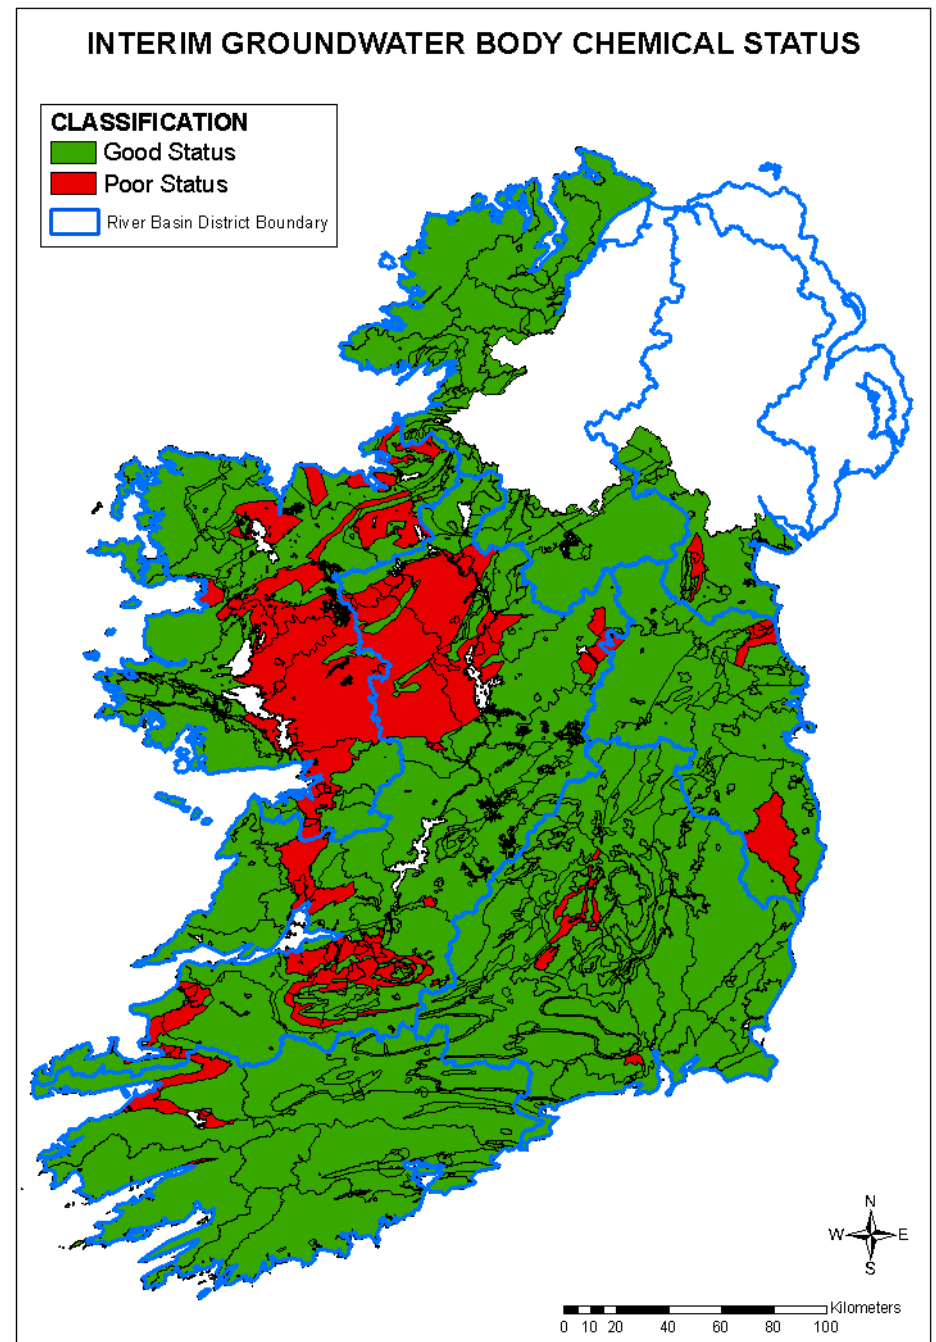 INTERIM GROUNDWATER BODY CHEMICAL STATUS
CLASSIFICATION
Good Status
Poor Status
River Basin District Boundary
N
W E
S
Kilometers
0 10 20 40 60 80 100